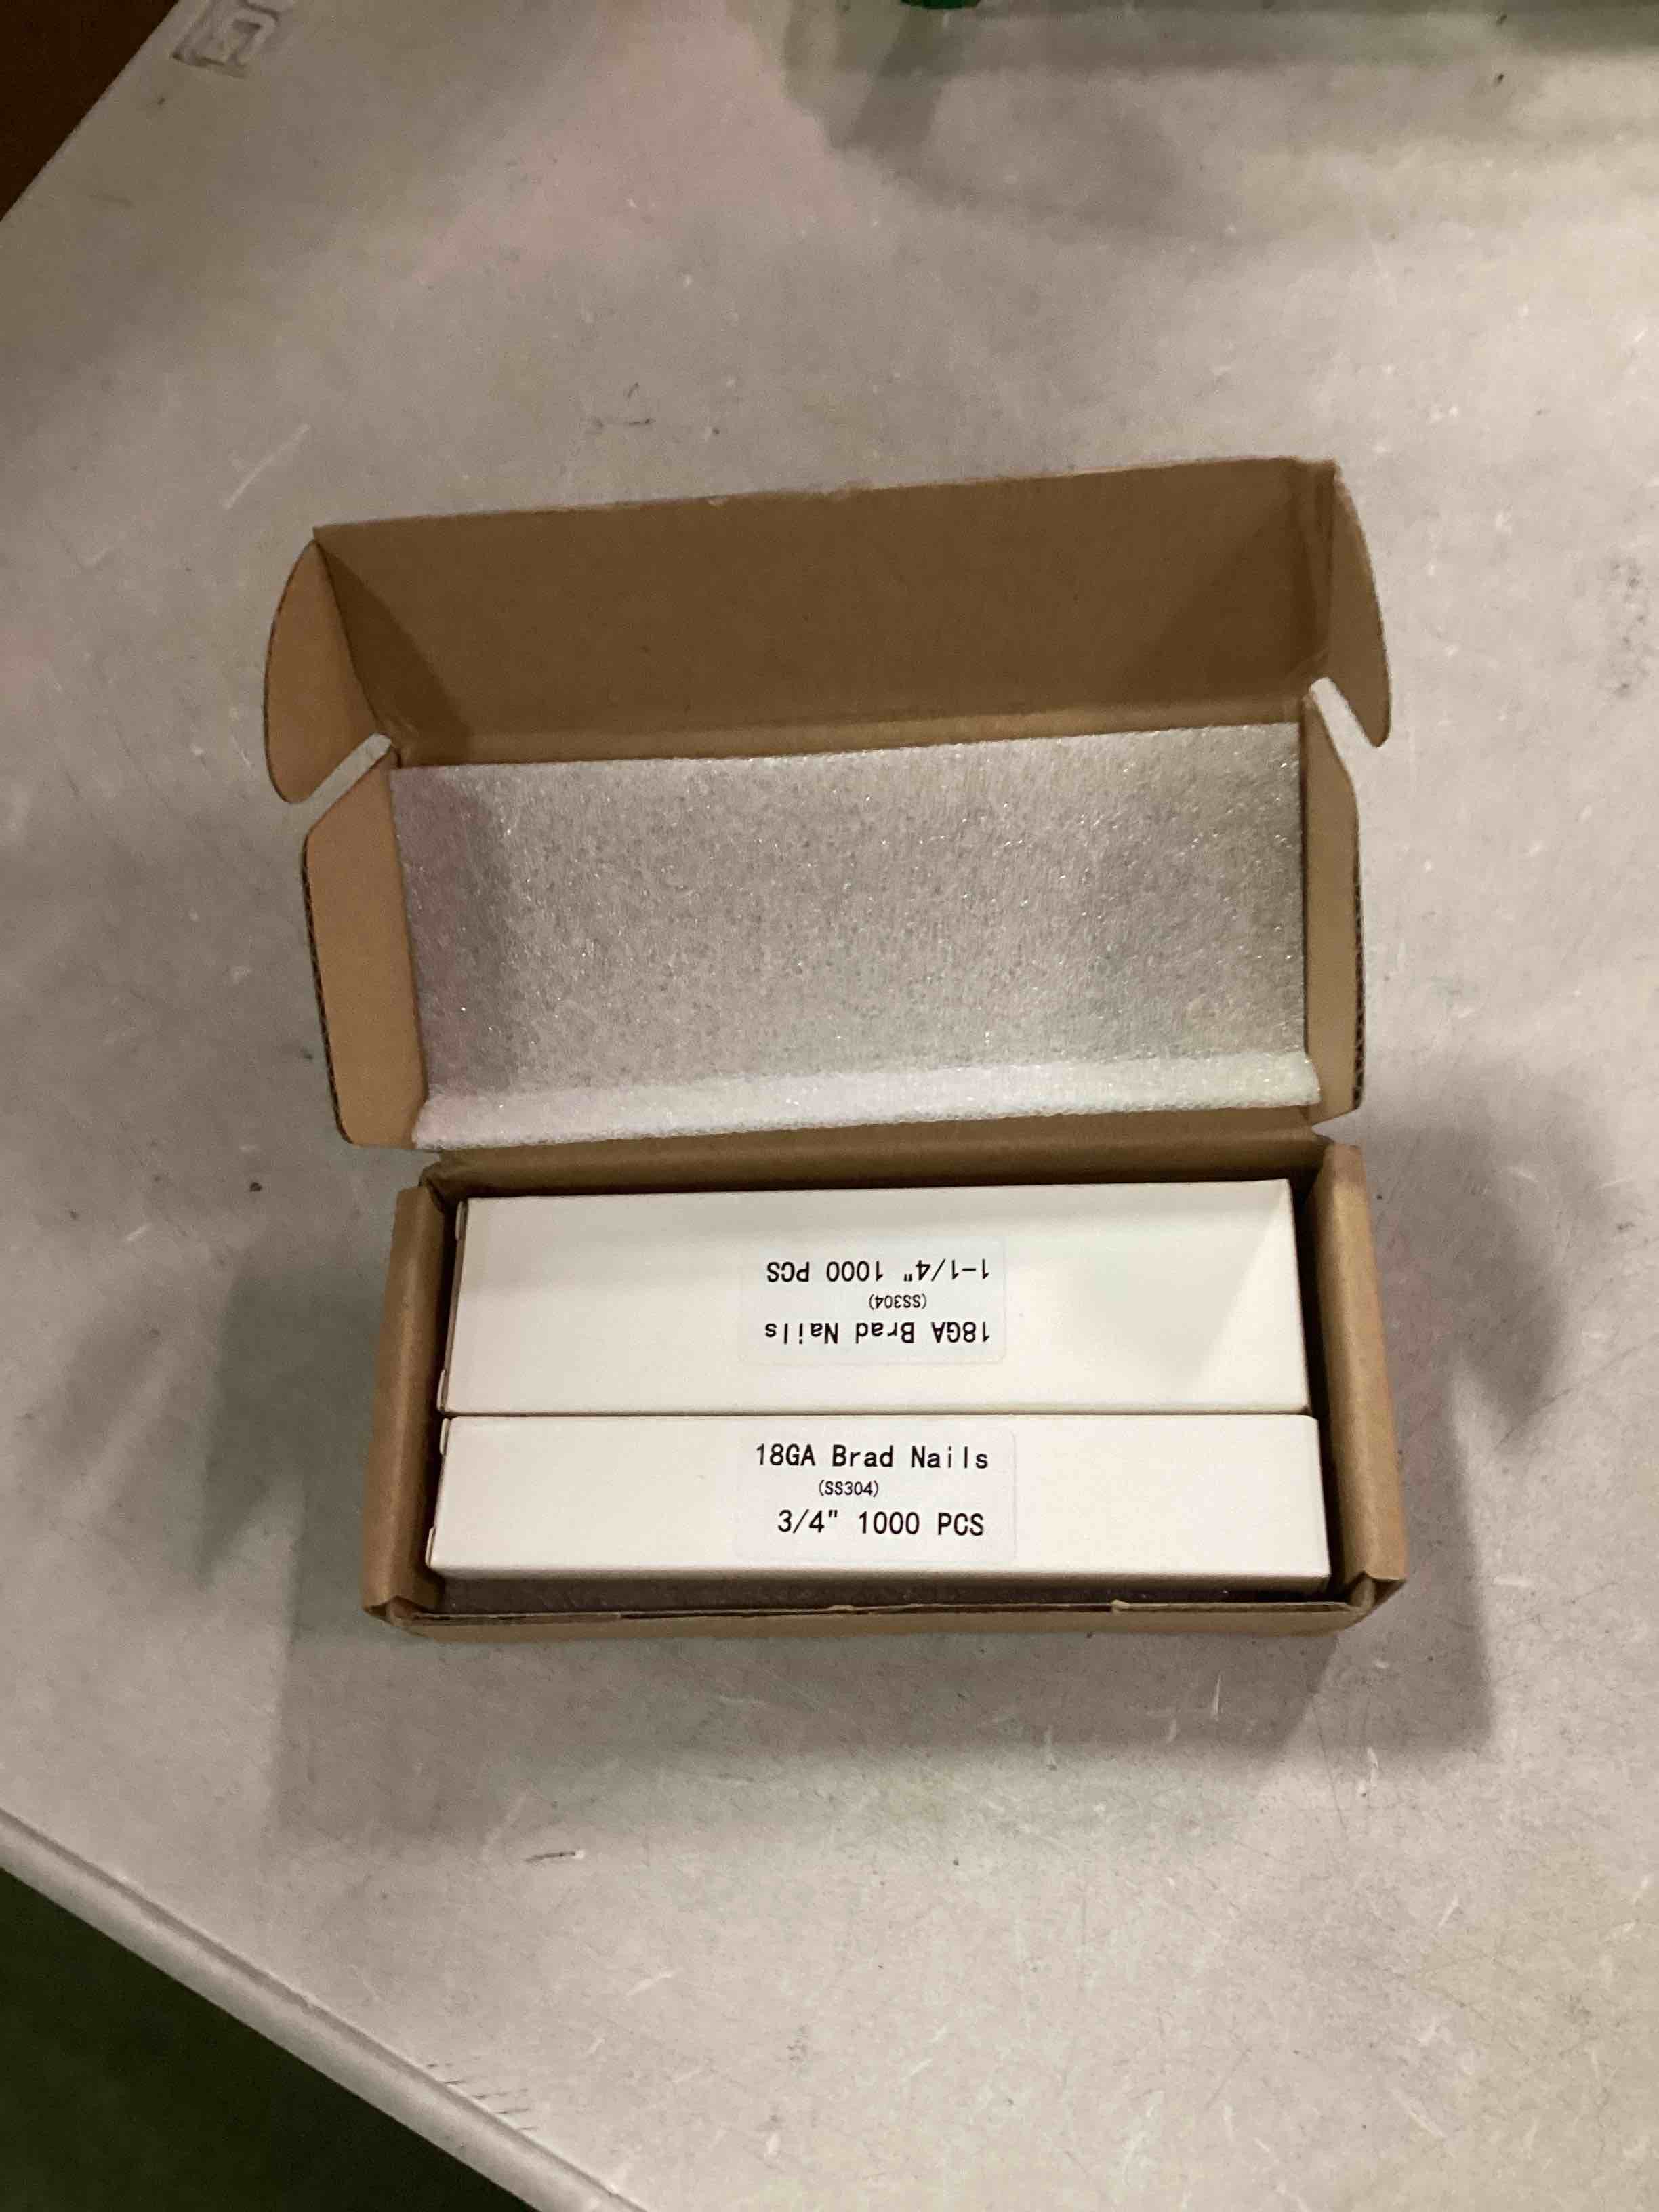 18GA Brad Nails
(SS304)
1-1/4" 1000 PCS
18GA Brad Nails
(SS304)
3/4" 1000 PCS